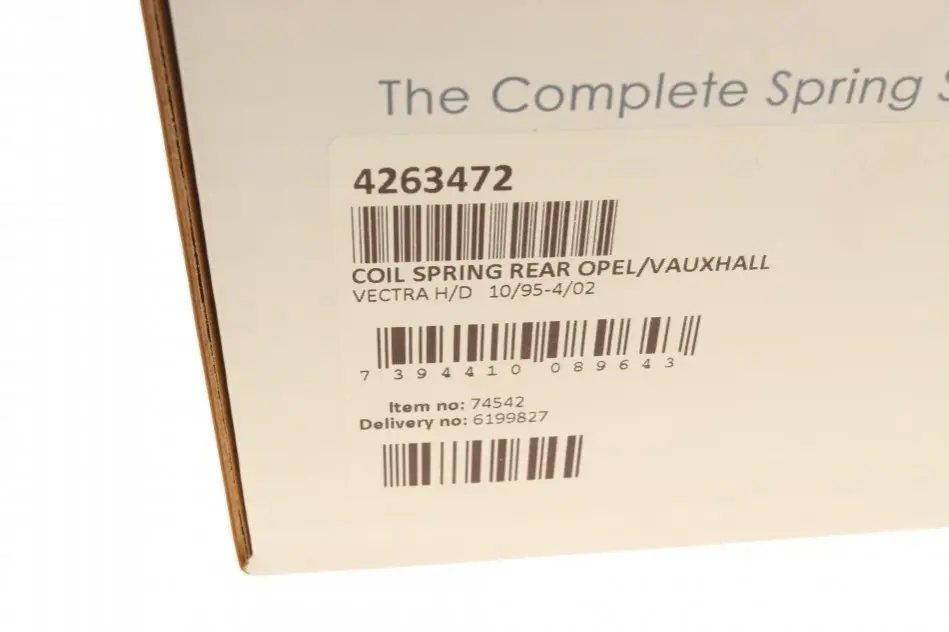 The Complete Spring
4263472
COIL SPRING REAR OPEL/VAUXHALL
VECTRA H/D 10/95-4/02
7 394410 089643
Item no: 74542
Delivery no: 6199827